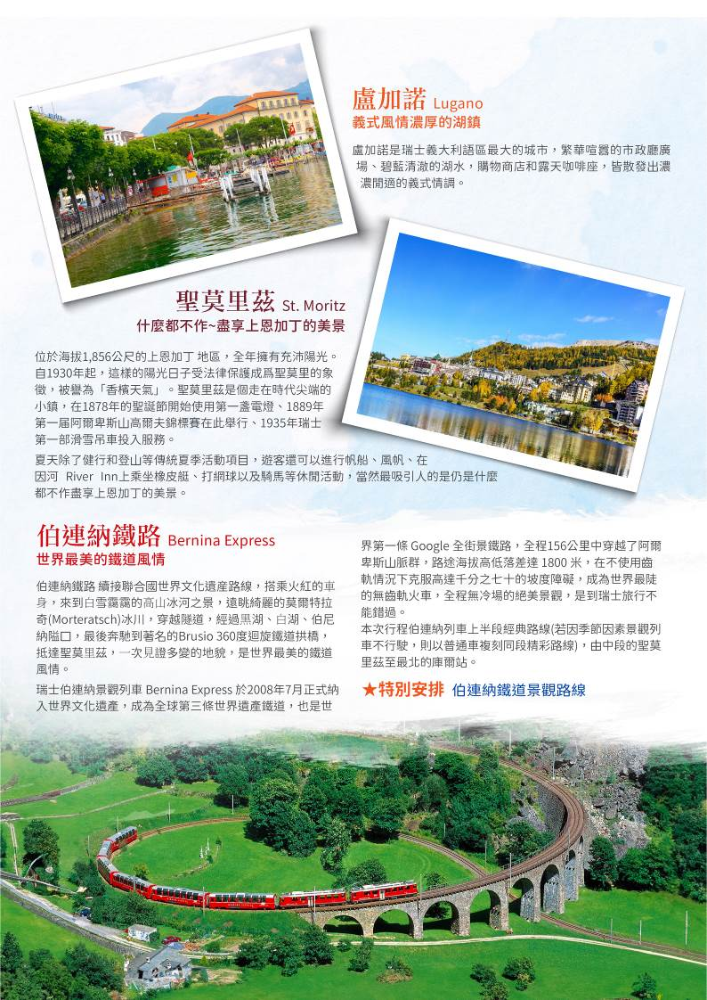 盧加諾 Lugano
義式風情濃厚的湖鎮
盧加諾是瑞士義大利語區最大的城市，繁華喧囂的市政廳廣
場、碧藍清澈的湖水，購物商店和露天咖啡座，皆散發出濃
濃閒適的義式情調。
聖莫里茲 St. Moritz
什麼都不作~盡享上恩加丁的美景
位於海拔1,856公尺的上恩加丁 地區，全年擁有充沛陽光。
自1930年起，這樣的陽光日子受法律保護成爲聖莫里的象
徵，被譽為「香檳天氣」。聖莫里茲是個走在時代尖端的
小鎮，在1878年的聖誕節開始使用第一盞電燈、1889年
第一届阿爾卑斯山高爾夫錦標賽在此舉行、1935年瑞士
第一部滑雪吊車投入服務。
夏天除了健行和登山等傳統夏季活動項目，遊客還可以進行帆船、風帆、在
因河 River Inn上乘坐橡皮艇、打網球以及騎馬等休閒活動，當然最吸引人的是仍是什麼
都不作盡享上恩加丁的美景。
伯連納鐵路 Bernina Express
世界最美的鐵道風情
伯連納鐵路 續接聯合國世界文化遺産路線，搭乘火紅的車
身，來到白雪靄靄的高山冰河之景，遠眺綺麗的莫爾特拉
奇(Morteratsch)冰川，穿越隧道，經過黑湖、白湖、伯尼
納隘口，最後奔馳到著名的Brusio 360度迴旋鐵道拱橋，
抵達聖莫里茲，一次見證多變的地貌，是世界最美的鐵道
風情。
瑞士伯連納景觀列車 Bernina Express 於2008年7月正式納
入世界文化遺產，成為全球第三條世界遺產鐵道，也是世
界第一條 Google 全街景鐵路，全程156公里中穿越了阿爾
卑斯山脈群，路途海拔高低落差達 1800 米，在不使用齒
軌情況下克服高達千分之七十的坡度障礙，成為世界最陡
的無齒軌火車，全程無冷場的絕美景觀，是到瑞士旅行不
能錯過。
本次行程伯連納列車上半段經典路線(若因季節因素景觀列
車不行駛，則以普通車複刻同段精彩路線)，由中段的聖莫
里茲至最北的庫爾站。
★特別安排 伯連納鐵道景觀路線